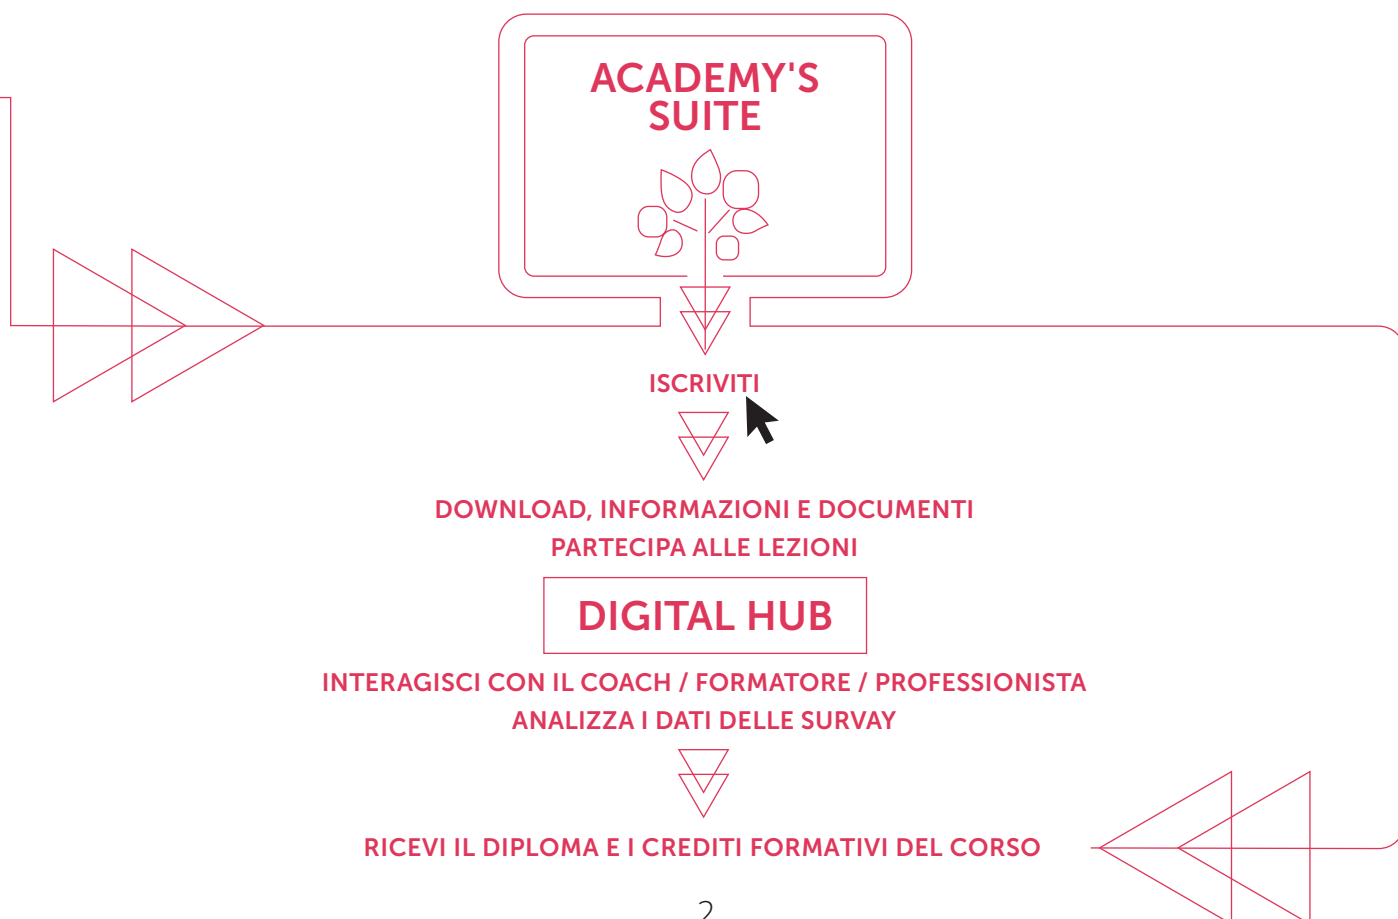 ACADEMY'S
SUITE
ISCRIVITI
DOWNLOAD, INFORMAZIONI E DOCUMENTI
PARTECIPA ALLE LEZIONI
DIGITAL HUB
INTERAGISCI CON IL COACH / FORMATORE / PROFESSIONISTA
ANALIZZA I DATI DELLE SURVAY
RICEVI IL DIPLOMA E I CREDITI FORMATIVI DEL CORSO
2